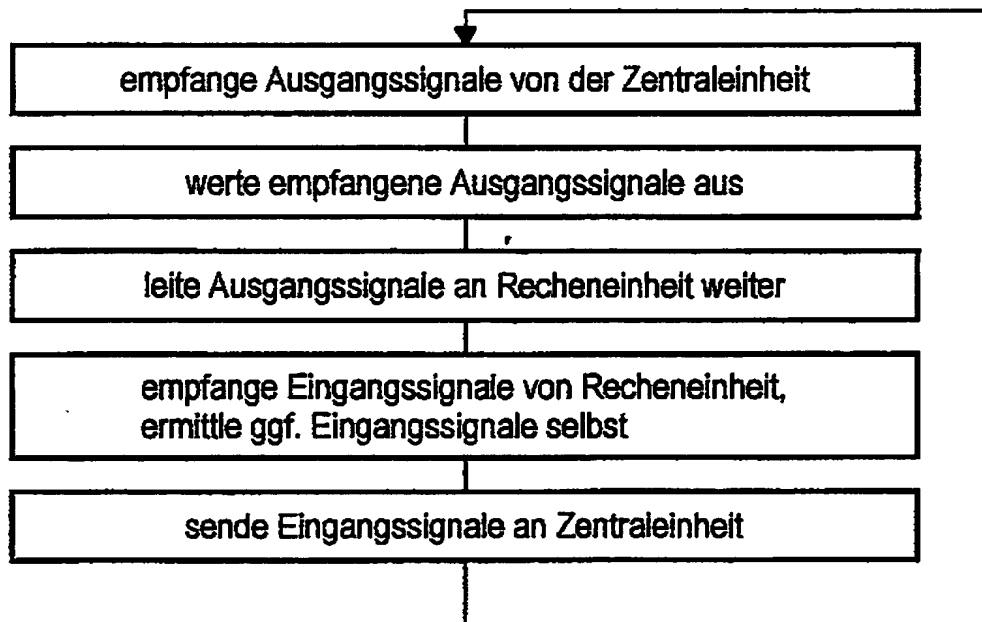 empfange Ausgangssignale von der Zentraleinheit
werte empfangene Ausgangssignale aus
leite Ausgangssignale an Recheneinheit weiter
empfange Eingangssignale von Recheneinheit,
ermittle ggf. Eingangssignale selbst
sende Eingangssignale an Zentraleinheit